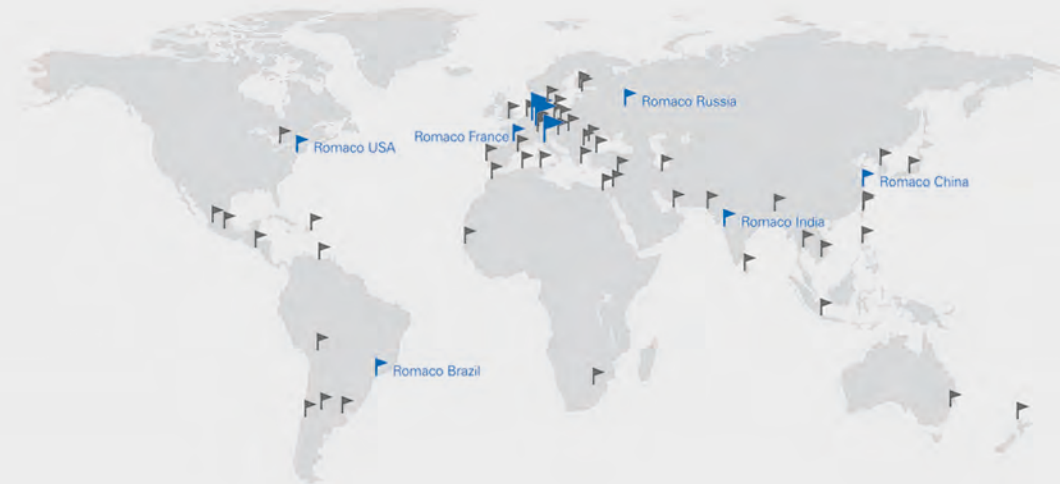 Romaco Russia
Romaco France
Romaco USA
Romaco China
Romaco India
Romaco Brazil